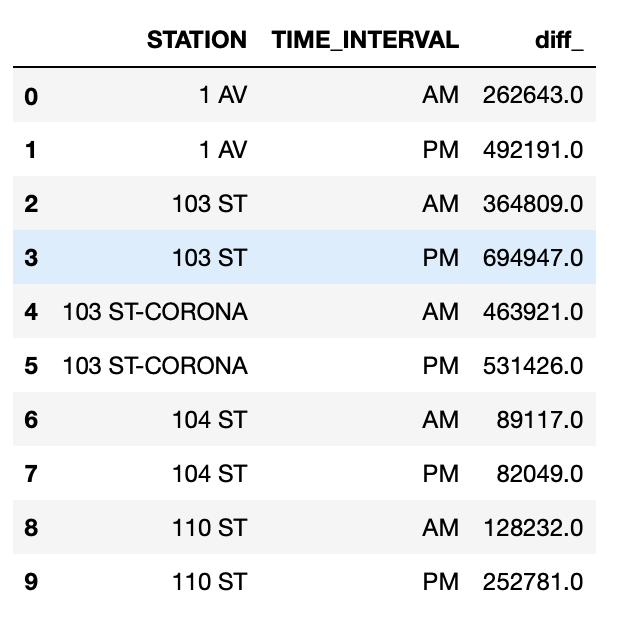 STATION TIME_INTERVAL diff_
0 1 AV AM 262643.0
1 1 AV PM 492191.0
2 103 ST AM 364809.0
3 103 ST PM 694947.0
4 103 ST-CORONA AM 463921.0
5 103 ST-CORONA PM 531426.0
6 104 ST AM 89117.0
7 104 ST PM 82049.0
8 110 ST AM 128232.0
9 110 ST PM 252781.0